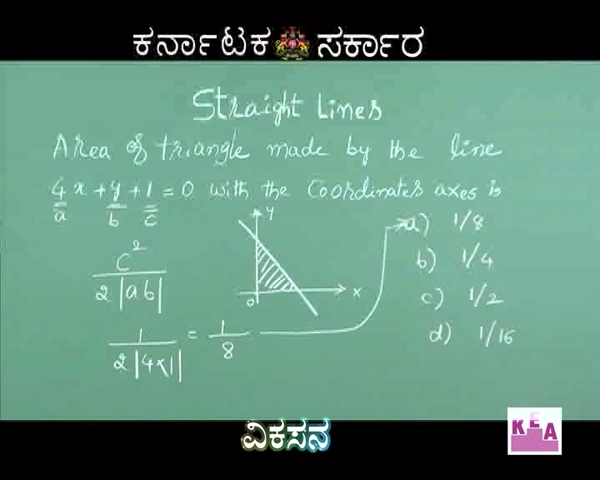 ಕರ್ನಾಟಕ ಸರ್ಕಾರ
Straight Lines
Area of triangle made by the line
4x + y + 1 = 0 with the coordinates axes is
a b c
a) 1/8
b) 1/4
c) 1/2
d) 1/16
y
x
0
c²
2|ab|
1 = 1
2|4×1| 8
ವಿಕಸನ
KEA